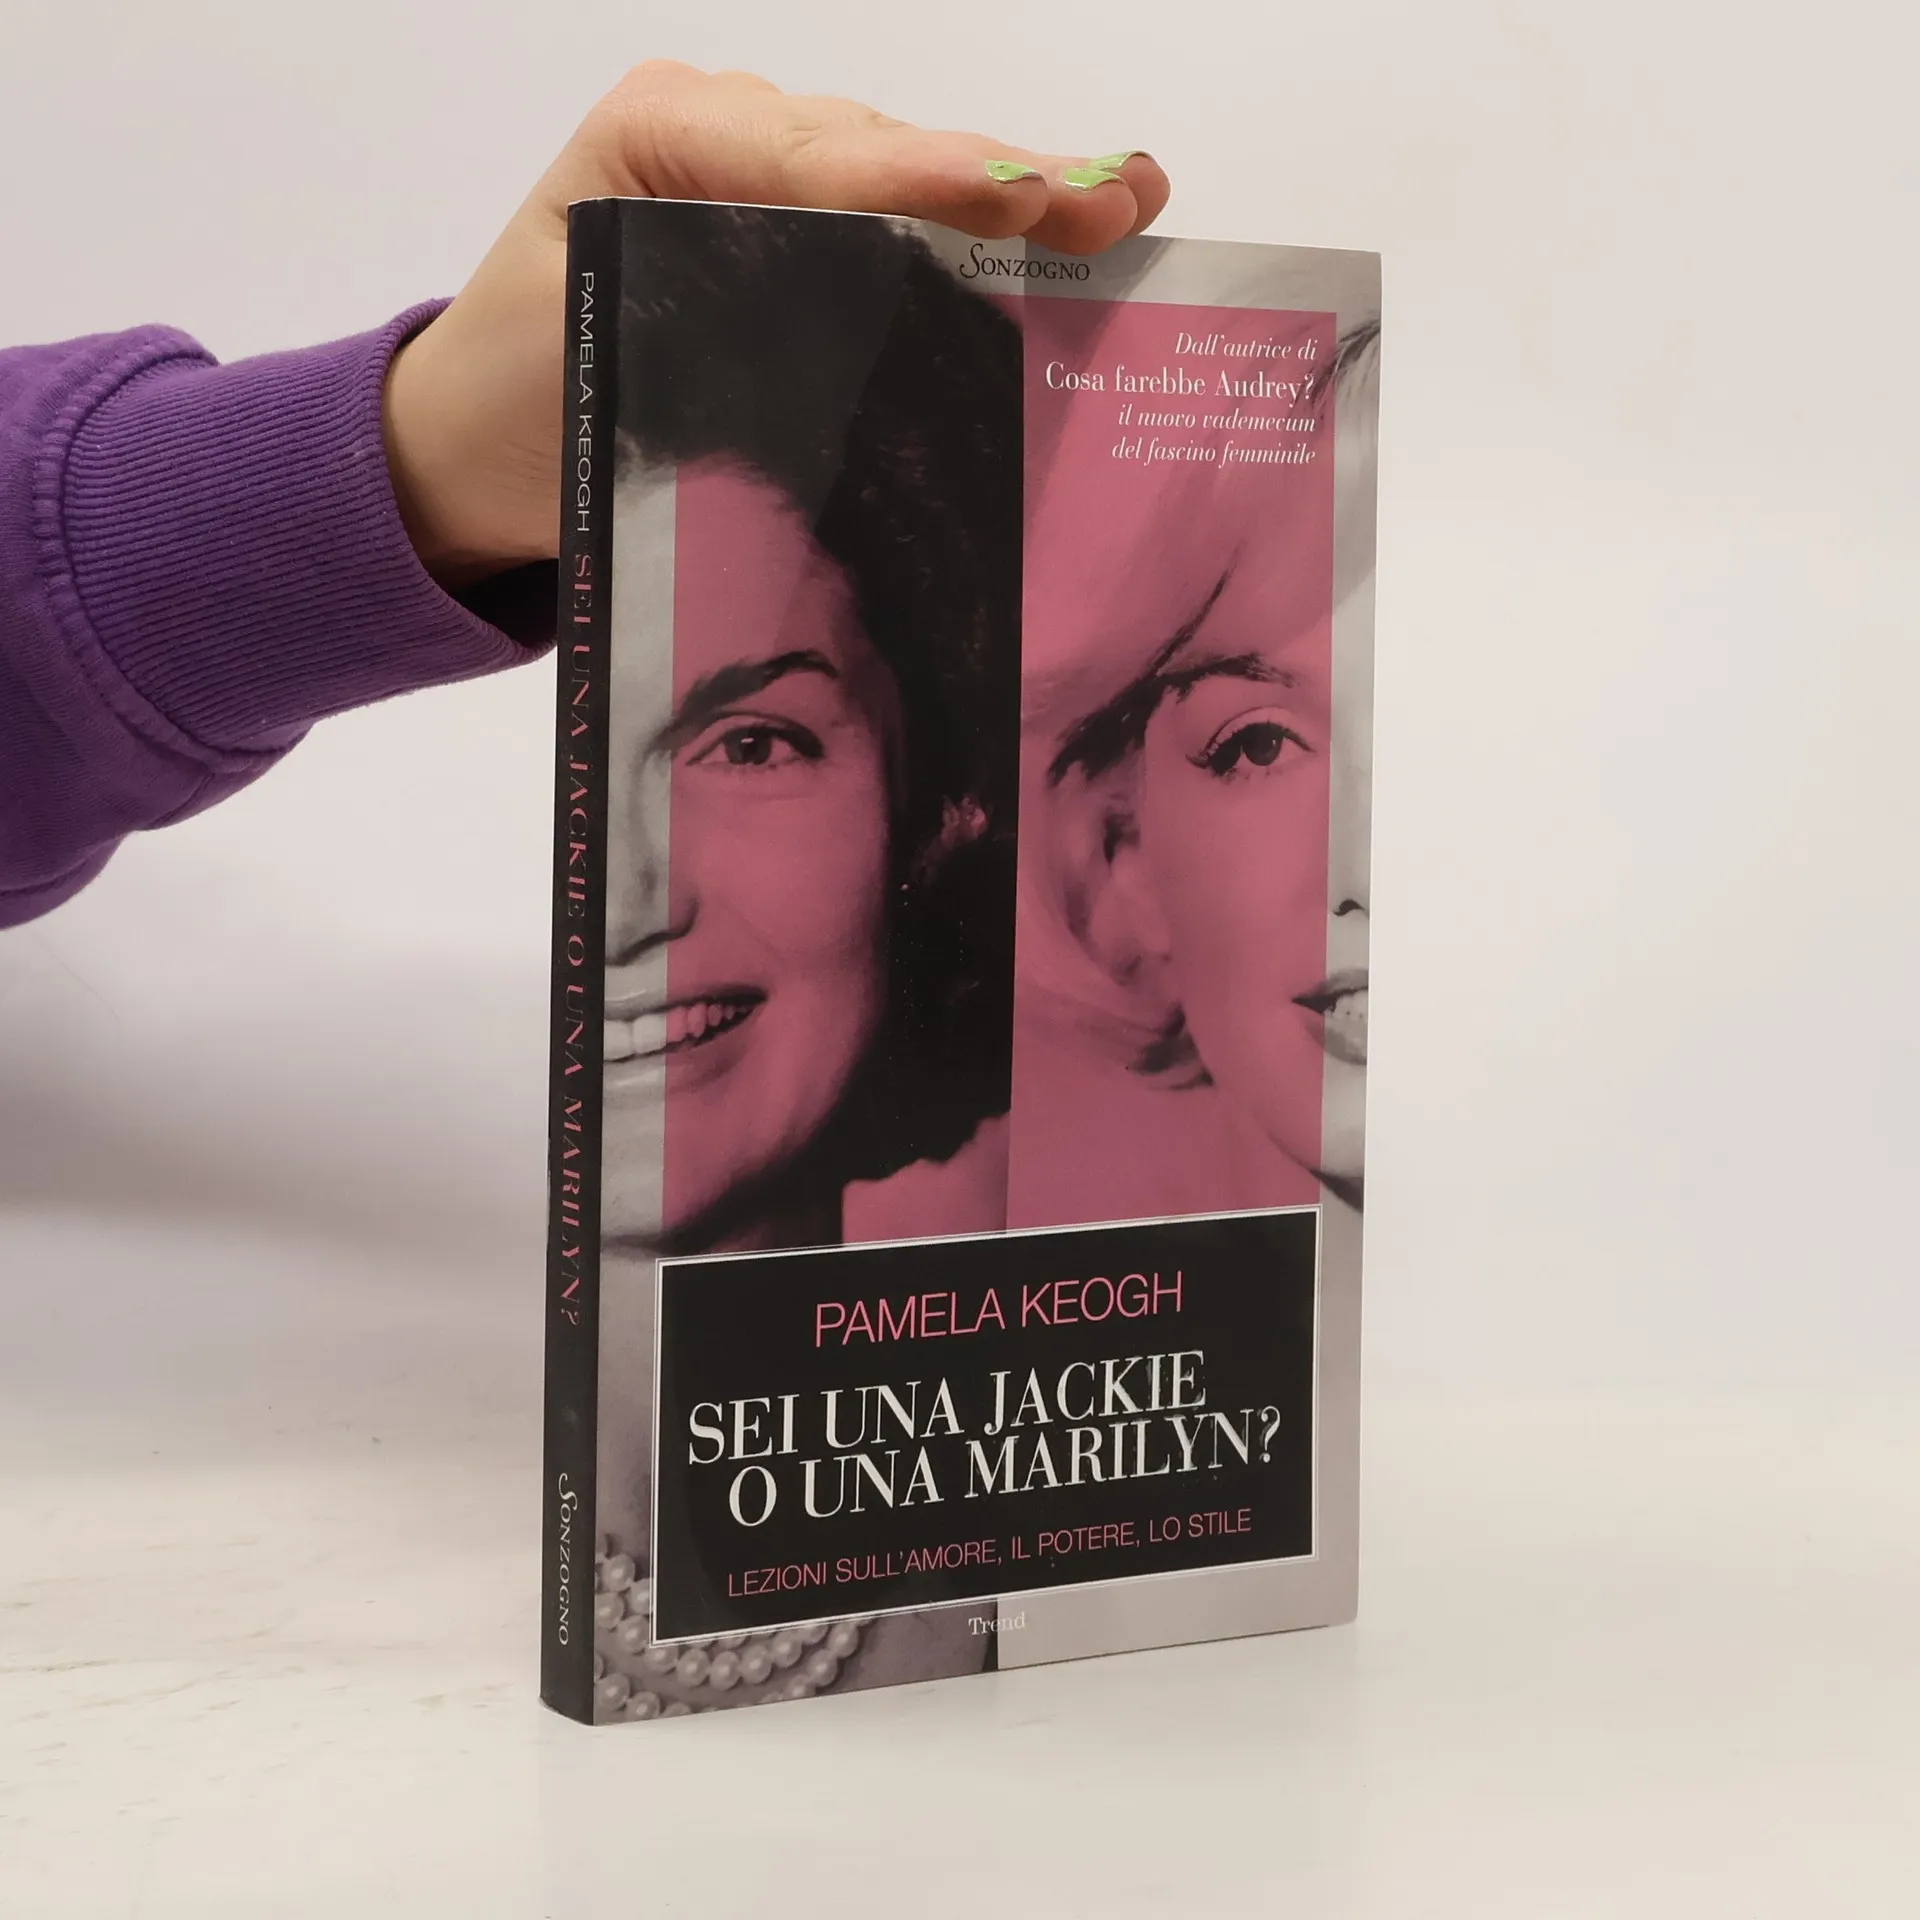 PAMELA KEOGH SEI UNA JACKIE O UNA MARILYN? SONZOGNO
SONZOGNO
Dall'autrice di
Cosa farebbe Audrey?
il nuovo vademecum
del fascino femminile
PAMELA KEOGH
SEI UNA JACKIE
O UNA MARILYN?
LEZIONI SULL'AMORE, IL POTERE, LO STILE
Trend